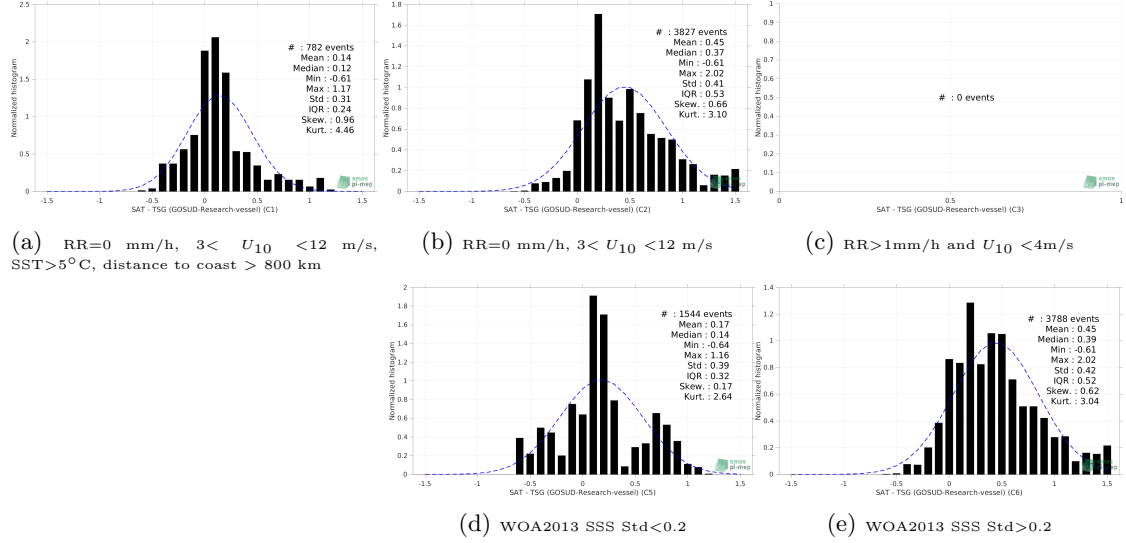 2.5
2
1.5
1
0.5
0
-1.5 -1 -0.5 0 0.5 1 1.5
Normalized histogram
# : 782 events
Mean : 0.14
Median : 0.12
Min : -0.61
Max : 1.17
Std : 0.31
IQR : 0.24
Skew. : 0.96
Kurt. : 4.46
smos
pi-mep
SAT - TSG (GOSUD-Research-vessel) (C1)
(a) RR=0 mm/h, 3< U10 <12 m/s,
SST>5°C, distance to coast > 800 km
1.8
1.6
1.4
1.2
1
0.8
0.6
0.4
0.2
0
-1.5 -1 -0.5 0 0.5 1 1.5
Normalized histogram
# : 3827 events
Mean : 0.45
Median : 0.37
Min : -0.61
Max : 2.02
Std : 0.41
IQR : 0.53
Skew. : 0.66
Kurt. : 3.10
smos
pi-mep
SAT - TSG (GOSUD-Research-vessel) (C2)
(b) RR=0 mm/h, 3< U10 <12 m/s
1
0.9
0.8
0.7
0.6
0.5
0.4
0.3
0.2
0.1
0
0 0.5 1
Normalized histogram
# : 0 events
smos
pi-mep
SAT - TSG (GOSUD-Research-vessel) (C3)
(c) RR>1mm/h and U10 <4m/s
2
1.8
1.6
1.4
1.2
1
0.8
0.6
0.4
0.2
0
-1.5 -1 -0.5 0 0.5 1 1.5
Normalized histogram
# : 1544 events
Mean : 0.17
Median : 0.14
Min : -0.64
Max : 1.16
Std : 0.39
IQR : 0.32
Skew. : 0.17
Kurt. : 2.64
smos
pi-mep
SAT - TSG (GOSUD-Research-vessel) (C5)
(d) WOA2013 SSS Std<0.2
1.4
1.2
1
0.8
0.6
0.4
0.2
0
-1.5 -1 -0.5 0 0.5 1 1.5
Normalized histogram
# : 3788 events
Mean : 0.45
Median : 0.39
Min : -0.61
Max : 2.02
Std : 0.42
IQR : 0.52
Skew. : 0.62
Kurt. : 3.04
smos
pi-mep
SAT - TSG (GOSUD-Research-vessel) (C6)
(e) WOA2013 SSS Std>0.2